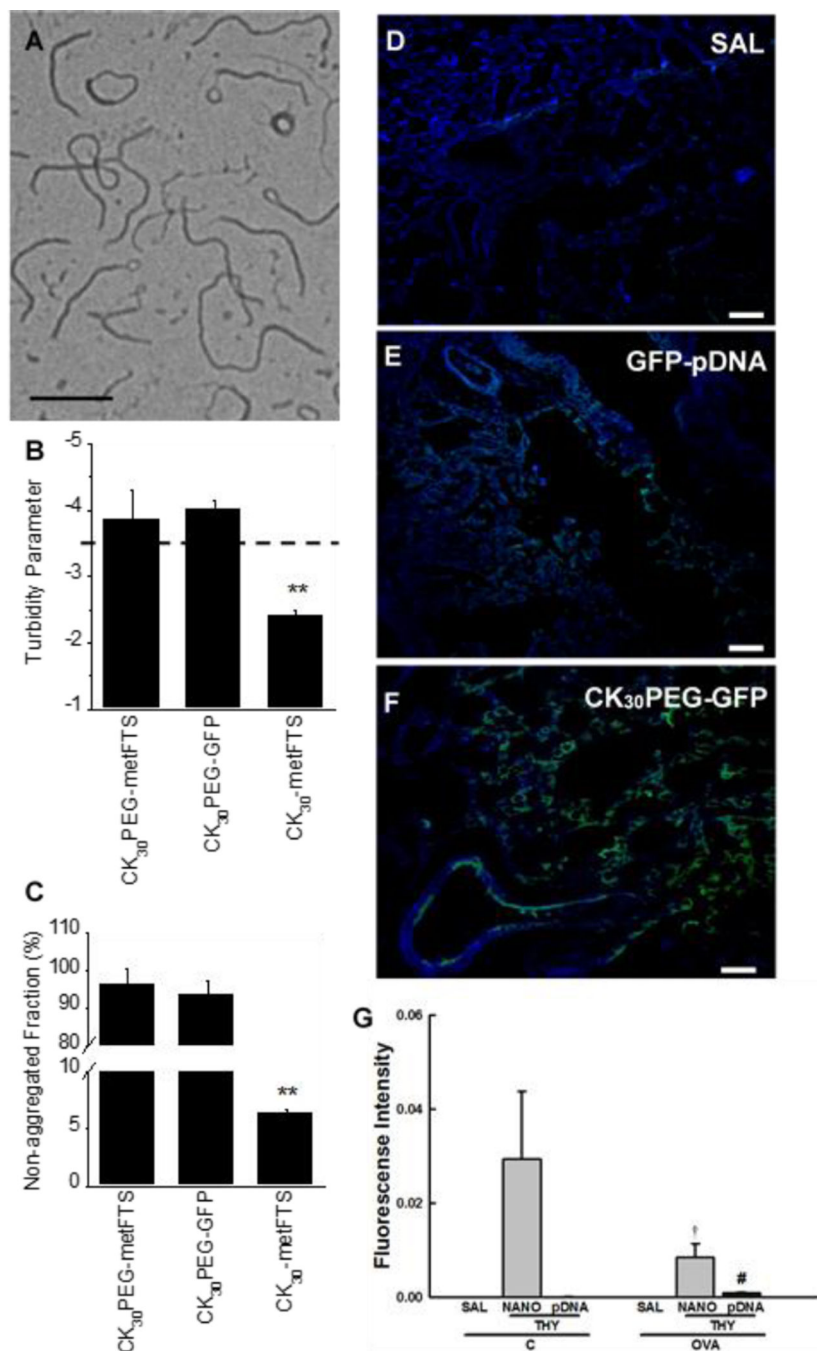 A
B
-5
-4
-3
-2
-1
Turbidity Parameter
**
CK30PEG-metFTS
CK30PEG-GFP
CK30-metFTS
C
110
100
90
80
10
5
0
Non-aggregated Fraction (%)
**
CK30PEG-metFTS
CK30PEG-GFP
CK30-metFTS
D
SAL
E
GFP-pDNA
F
CK30PEG-GFP
G
0.06
0.04
0.02
0.00
Fluorescense Intensity
†
#
SAL NANO pDNA SAL NANO pDNA
THY THY
C OVA